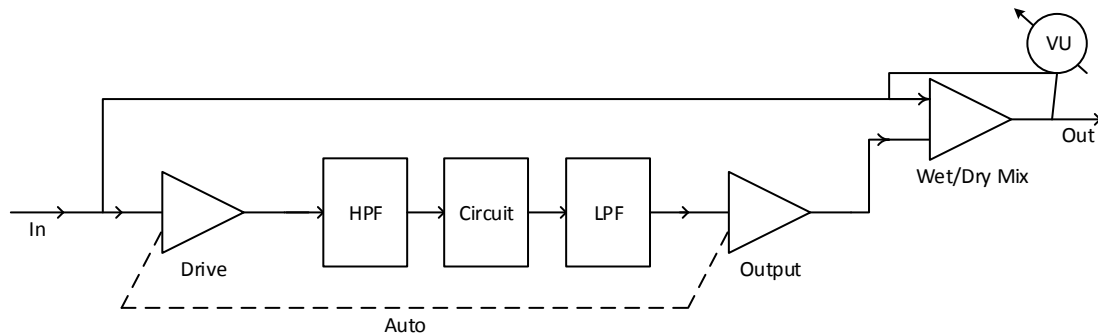 VU
Out
Wet/Dry Mix
HPF
Circuit
LPF
In
Drive
Output
Auto